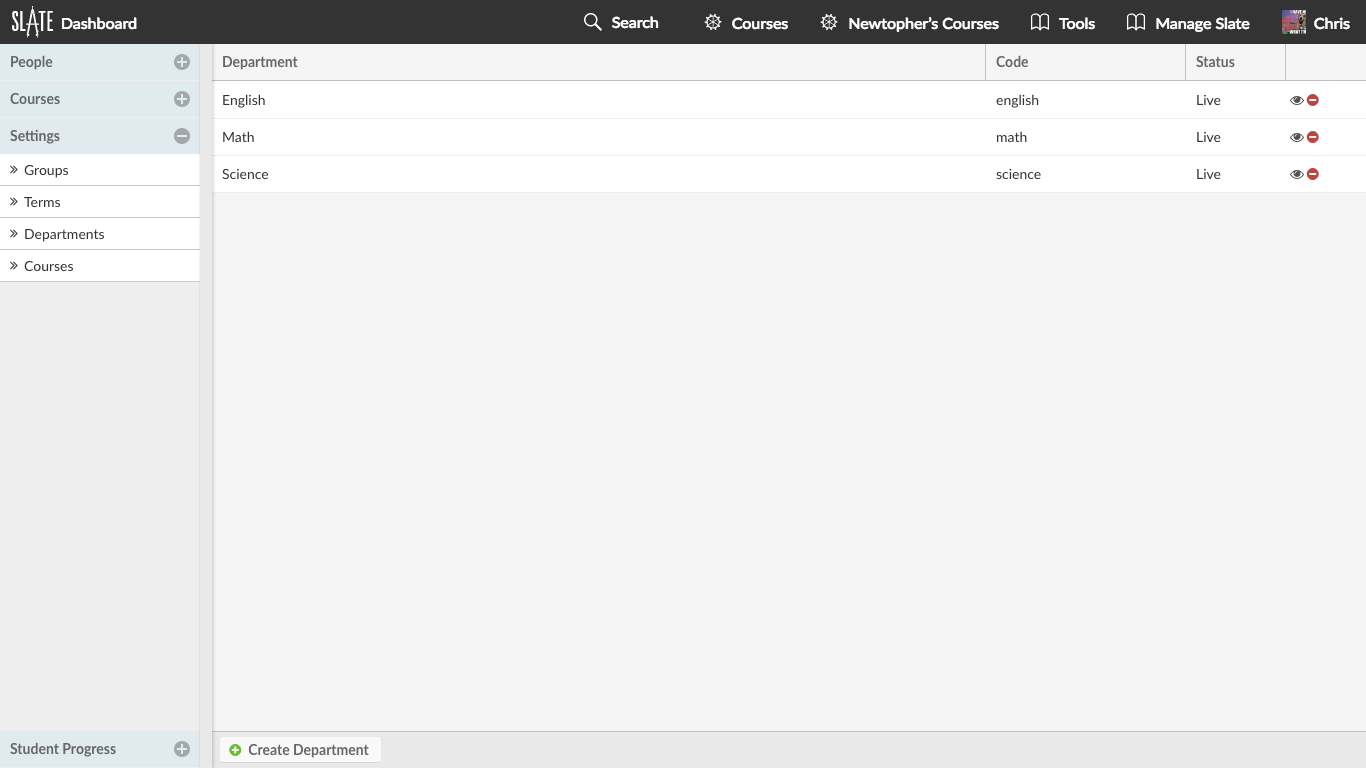 SLATE Dashboard Search Courses Newtopher's Courses Tools Manage Slate Chris
People
Courses
Settings
» Groups
» Terms
» Departments
» Courses
Student Progress
Department Code Status
English english Live
Math math Live
Science science Live
Create Department